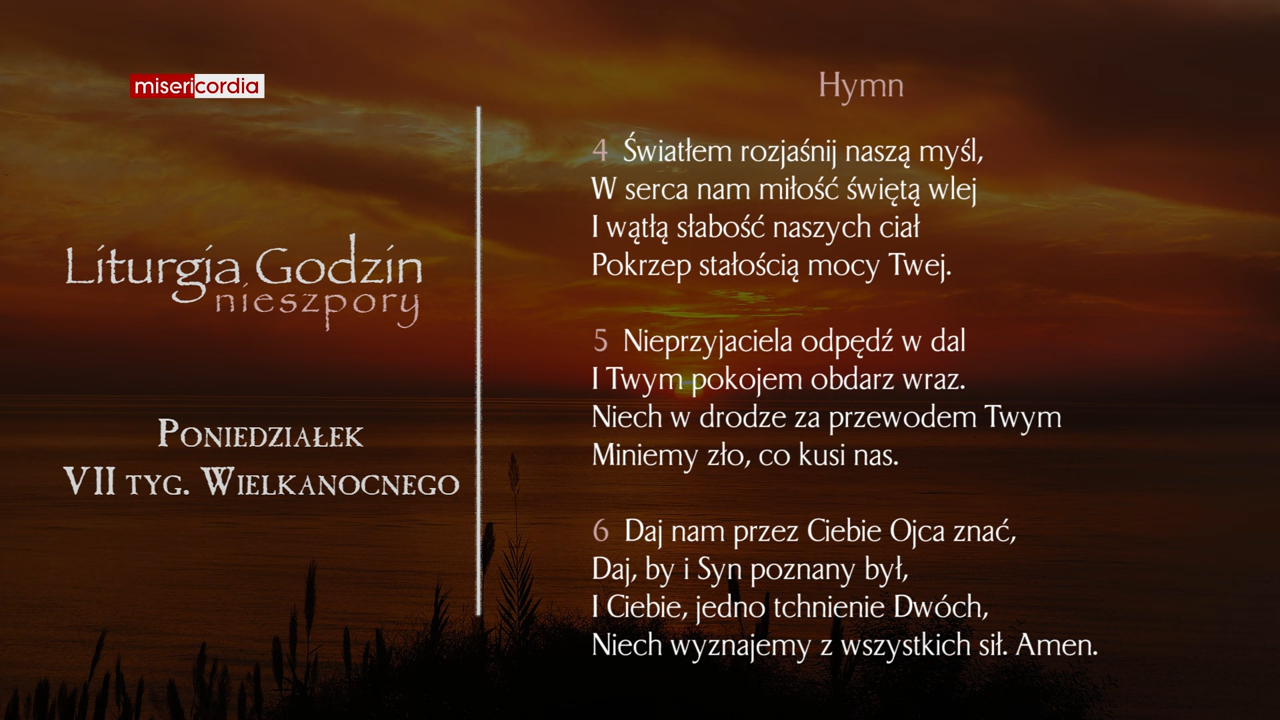 misericordia
Liturgia Godzin
nieszpory
Poniedziałek
VII tyg. Wielkanocnego
Hymn
4 Światłem rozjaśnij naszą myśl,
W serca nam miłość świętą wlej
I wątłą słabość naszych ciał
Pokrzep stałością mocy Twej.
5 Nieprzyjaciela odpędź w dal
I Twym pokojem obdarz wraz.
Niech w drodze za przewodem Twym
Miniemy zło, co kusi nas.
6 Daj nam przez Ciebie Ojca znać,
Daj, by i Syn poznany był,
I Ciebie, jedno tchnienie Dwóch,
Niech wyznajemy z wszystkich sił. Amen.